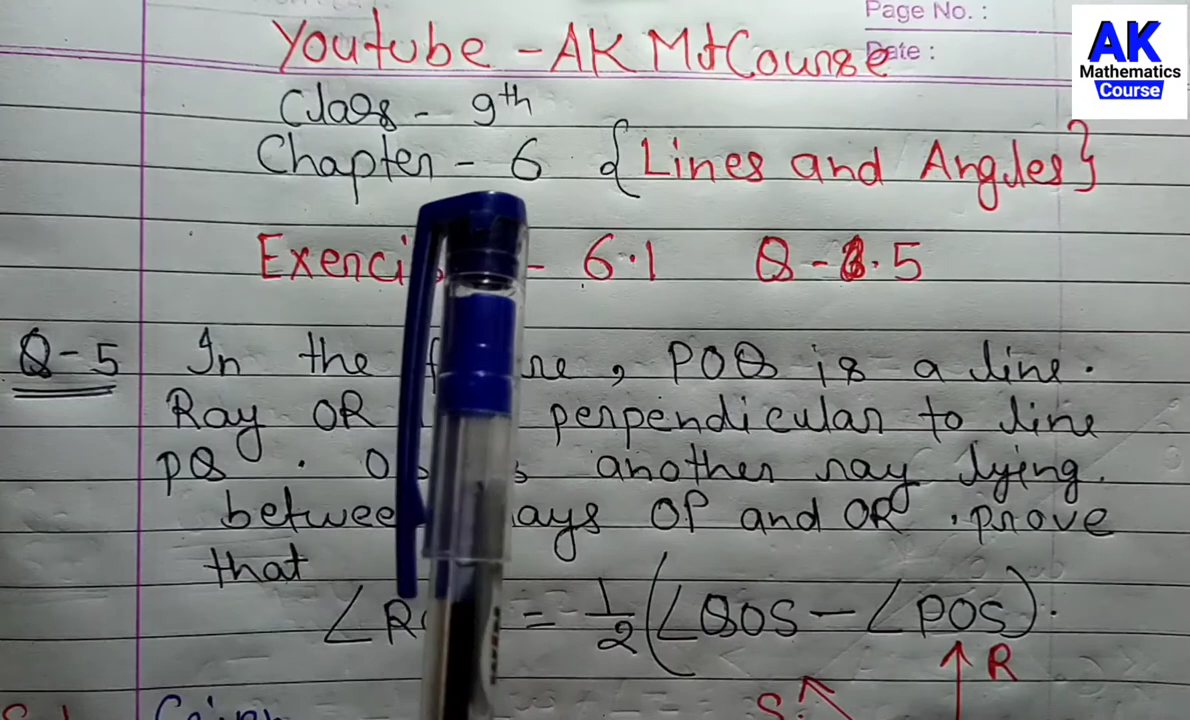 Page No. :
Date :
Youtube - AK MtCourse
AK
Mathematics
Course
Class - 9th
Chapter - 6 {Lines and Angles}
Exerci - 6.1 Q - .5
Q-5 In the f re, POQ is a line.
Ray OR perpendicular to line
PQ. O s another ray lying.
betwee ays OP and OR. prove
that
∠R = 1/2 (∠QOS - ∠POS).
R
S.